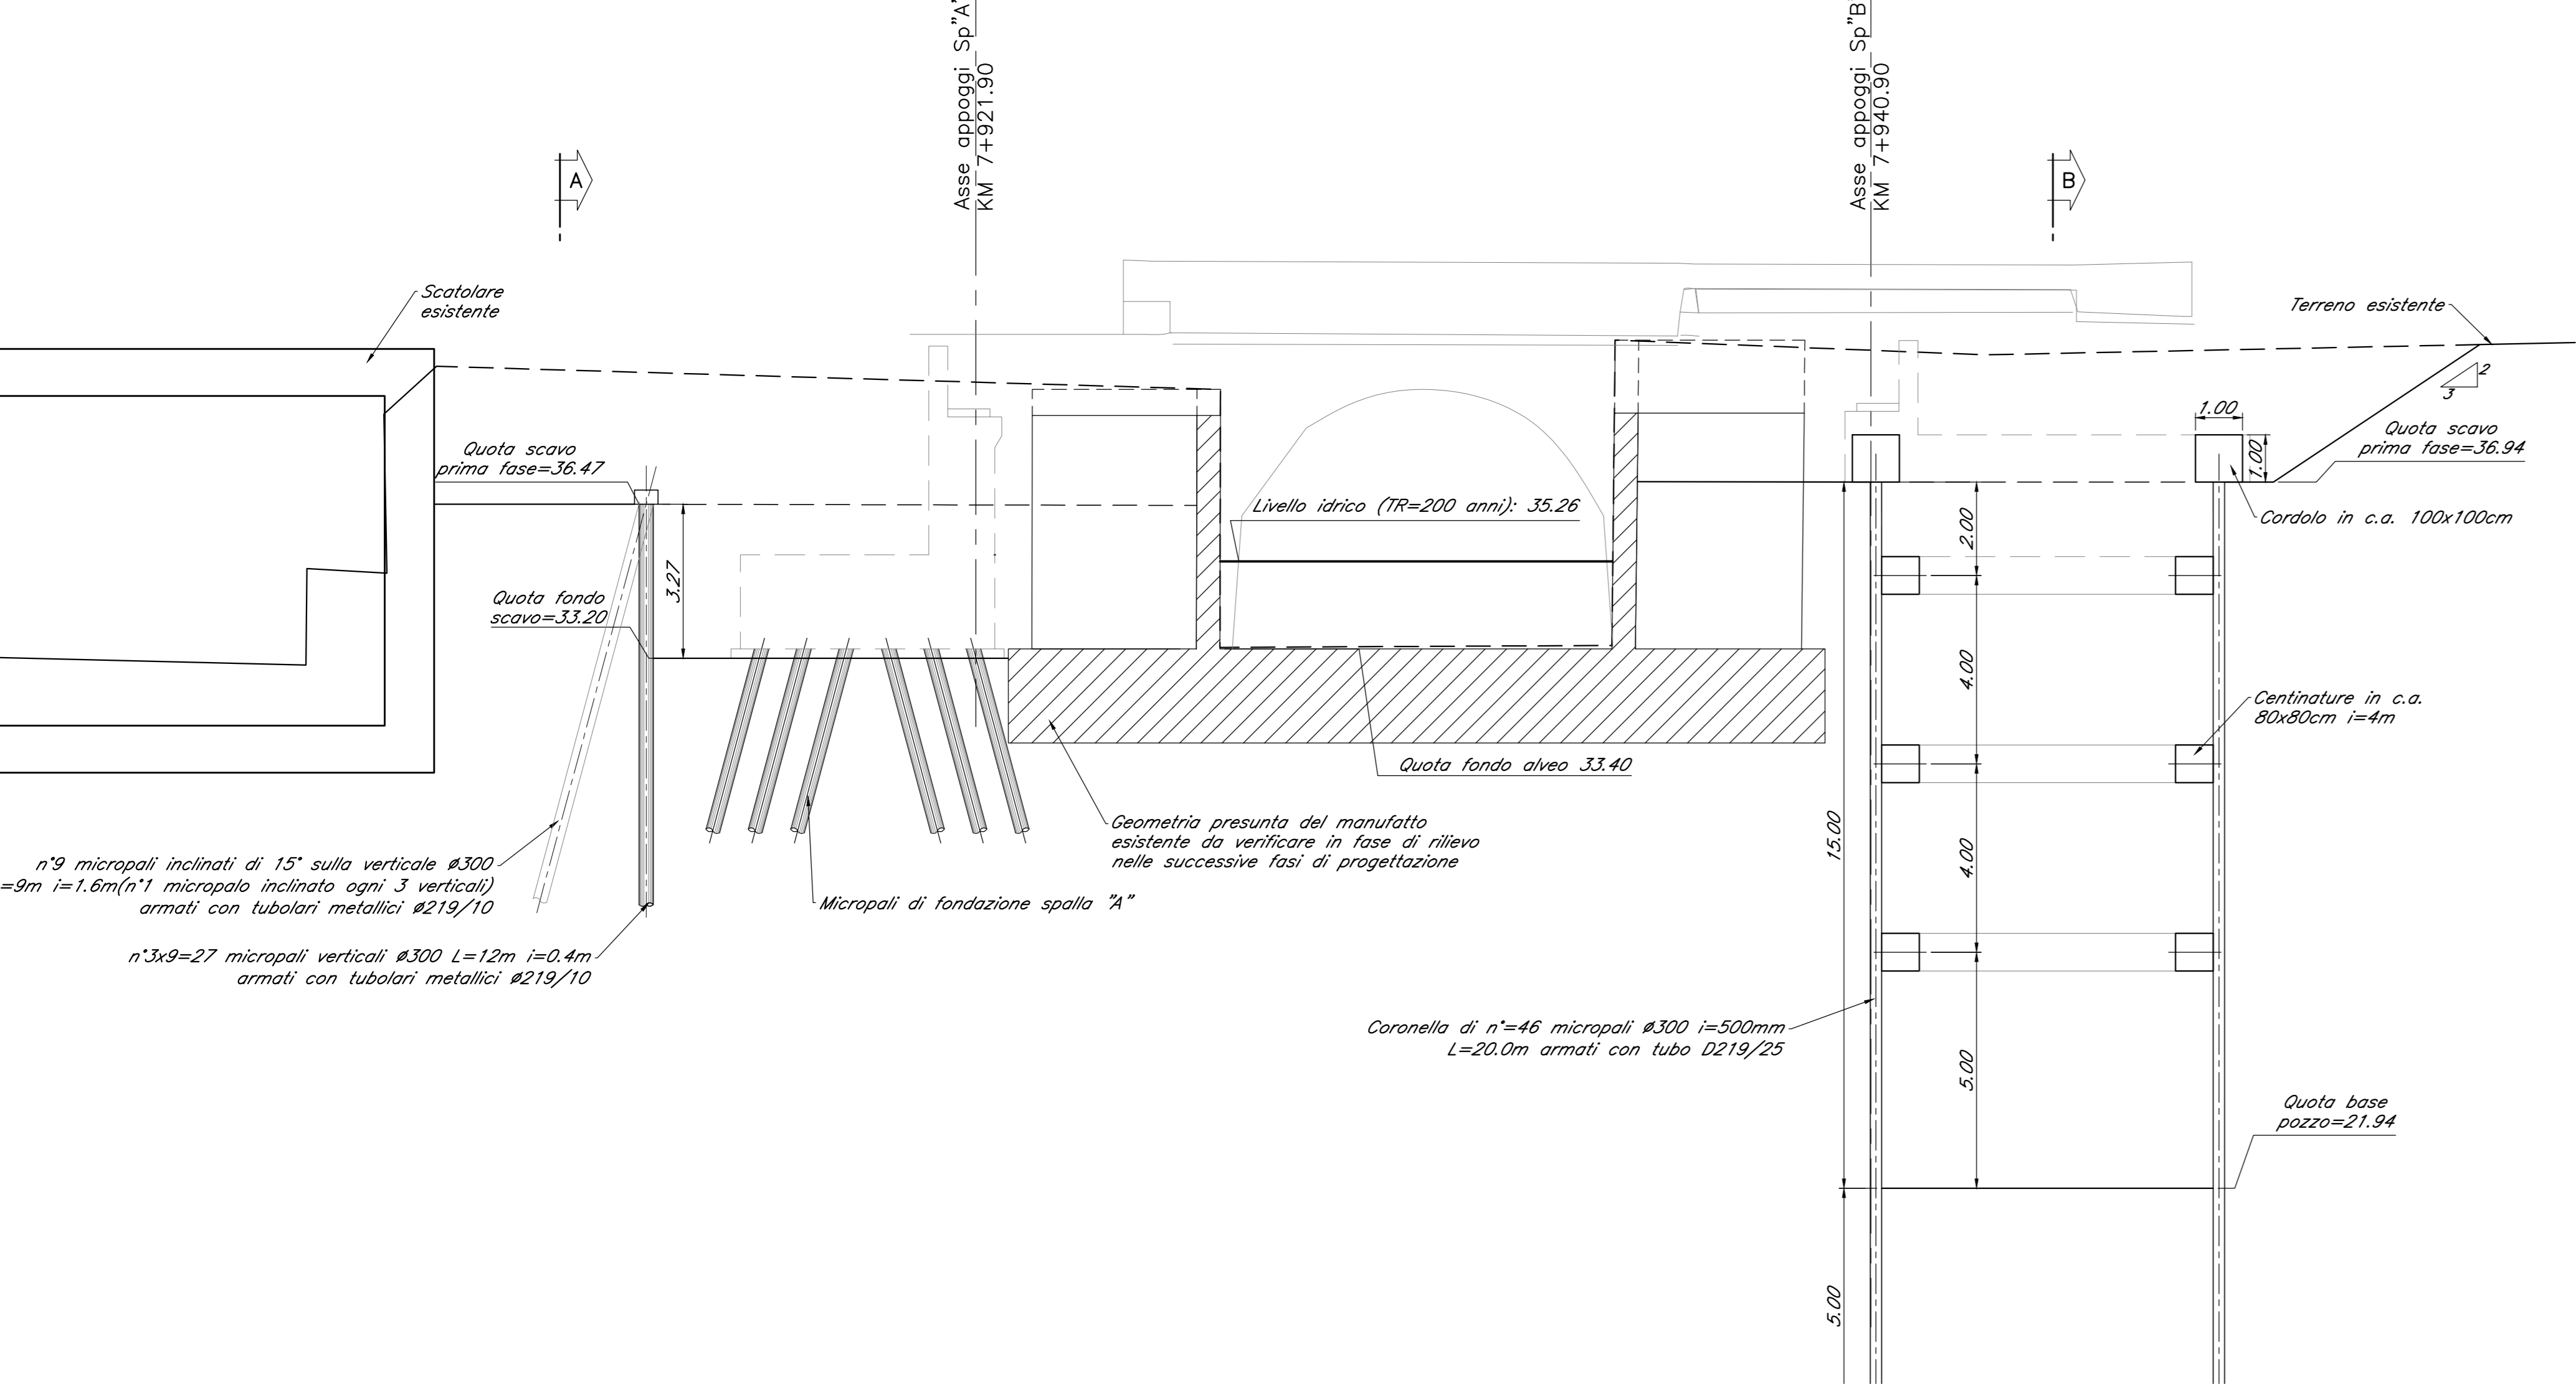 Asse appoggi Sp"A"
KM 7+921.90
Asse appoggi Sp"B"
KM 7+940.90
A
B
Scatolare
esistente
Terreno esistente
2
3
1.00
1.00
Quota scavo
prima fase=36.47
Quota scavo
prima fase=36.94
Livello idrico (TR=200 anni): 35.26
Cordolo in c.a. 100x100cm
2.00
3.27
Quota fondo
scavo=33.20
4.00
Centinature in c.a.
80x80cm i=4m
Quota fondo alveo 33.40
Geometria presunta del manufatto
esistente da verificare in fase di rilievo
nelle successive fasi di progettazione
15.00
4.00
n°9 micropali inclinati di 15° sulla verticale ø300
=9m i=1.6m(n°1 micropalo inclinato ogni 3 verticali)
armati con tubolari metallici ø219/10
Micropali di fondazione spalla "A"
n°3x9=27 micropali verticali ø300 L=12m i=0.4m
armati con tubolari metallici ø219/10
Coronella di n°=46 micropali ø300 i=500mm
L=20.0m armati con tubo D219/25
5.00
Quota base
pozzo=21.94
5.00